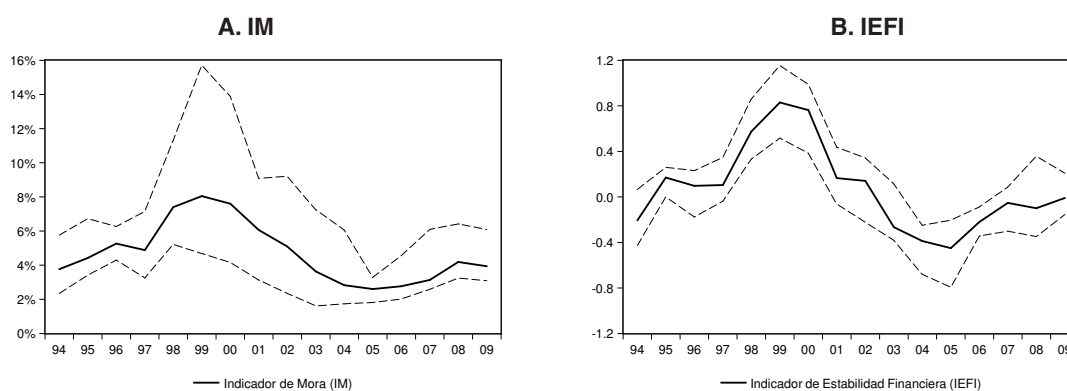 A. IM
16%
14%
12%
10%
8%
6%
4%
2%
0%
94 95 96 97 98 99 00 01 02 03 04 05 06 07 08 09
Indicador de Mora (IM)
B. IEFI
1.2
0.8
0.4
0.0
-0.4
-0.8
-1.2
94 95 96 97 98 99 00 01 02 03 04 05 06 07 08 09
Indicador de Estabilidad Financiera (IEFI)